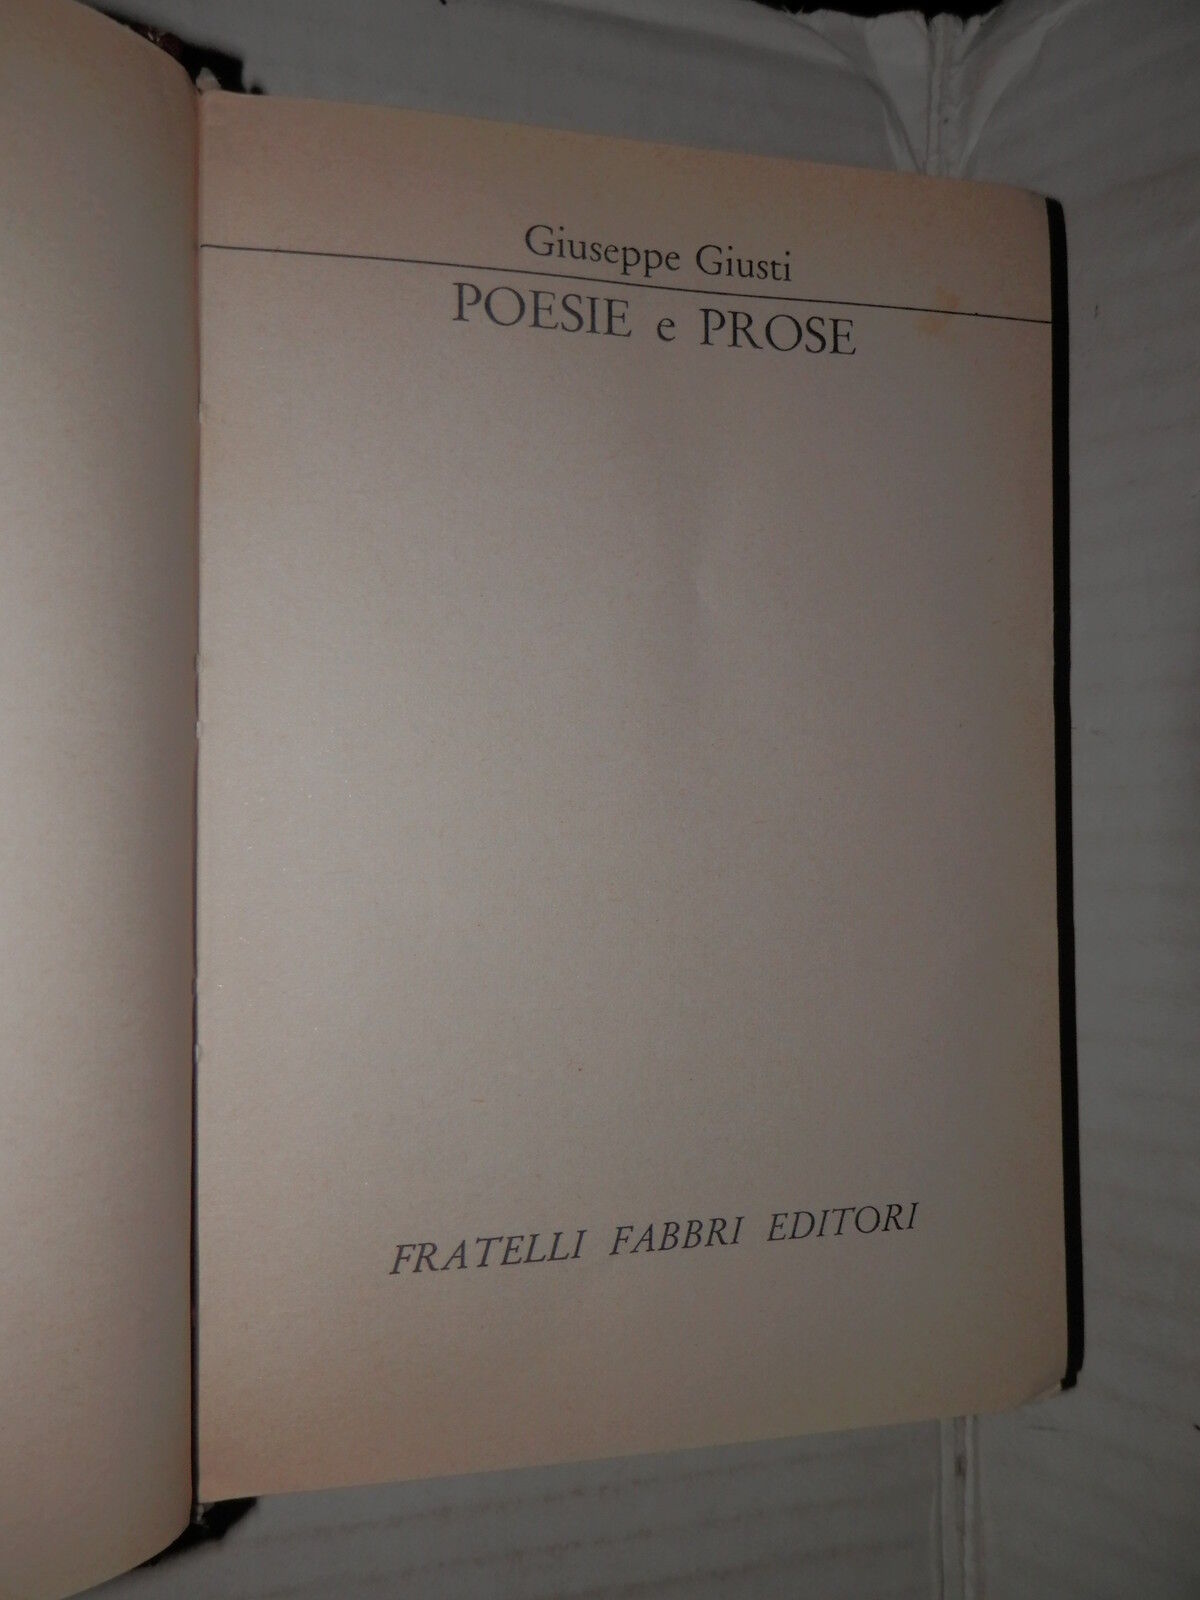 Giuseppe Giusti
POESIE e PROSE
FRATELLI FABBRI EDITORI